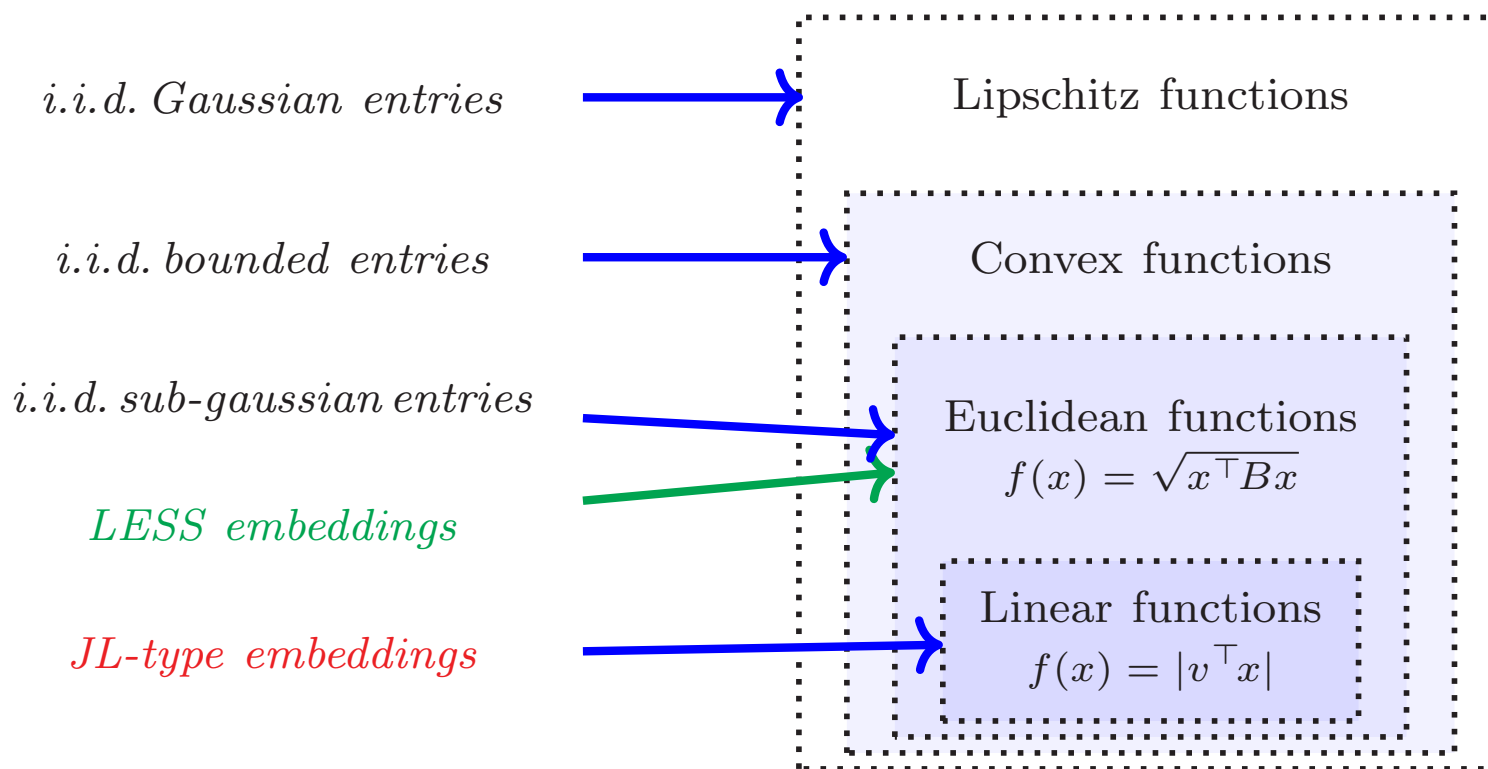 i.i.d. Gaussian entries
Lipschitz functions
i.i.d. bounded entries
Convex functions
i.i.d. sub-gaussian entries
Euclidean functions
f(x) = √x⊤Bx
LESS embeddings
Linear functions
JL-type embeddings
f(x) = |v⊤x|